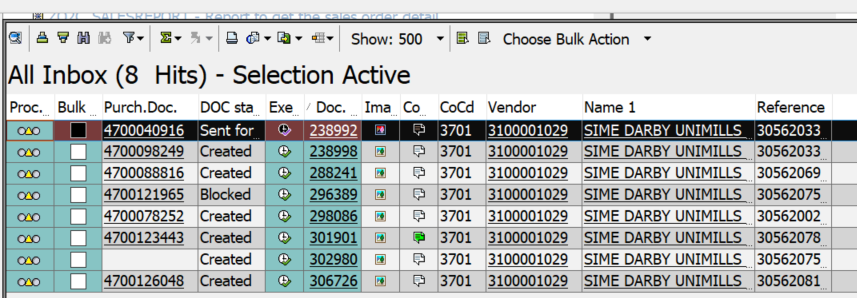 ZOZC_SALESREPORT - Report to get the sales order detail
Show: 500 Choose Bulk Action
All Inbox (8 Hits) - Selection Active
Proc... Bulk ... Purch.Doc. DOC sta Exe... Doc. ... Ima... Co... CoCd Vendor Name 1 Reference
4700040916 Sent for... 238992 3701 3100001029 SIME DARBY UNIMILLS ... 30562033...
4700098249 Created 238998 3701 3100001029 SIME DARBY UNIMILLS ... 30562033...
4700088816 Created 288241 3701 3100001029 SIME DARBY UNIMILLS ... 30562069...
4700121965 Blocked 296389 3701 3100001029 SIME DARBY UNIMILLS ... 30562075...
4700078252 Created 298086 3701 3100001029 SIME DARBY UNIMILLS ... 30562002...
4700123443 Created 301901 3701 3100001029 SIME DARBY UNIMILLS ... 30562078...
Created 302980 3701 3100001029 SIME DARBY UNIMILLS ... 30562075...
4700126048 Created 306726 3701 3100001029 SIME DARBY UNIMILLS ... 30562081...